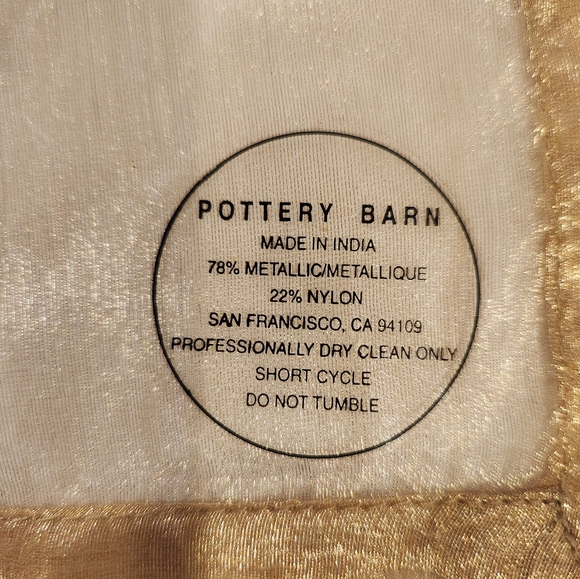 POTTERY BARN
MADE IN INDIA
78% METALLIC/METALLIQUE
22% NYLON
SAN FRANCISCO, CA 94109
PROFESSIONALLY DRY CLEAN ONLY
SHORT CYCLE
DO NOT TUMBLE